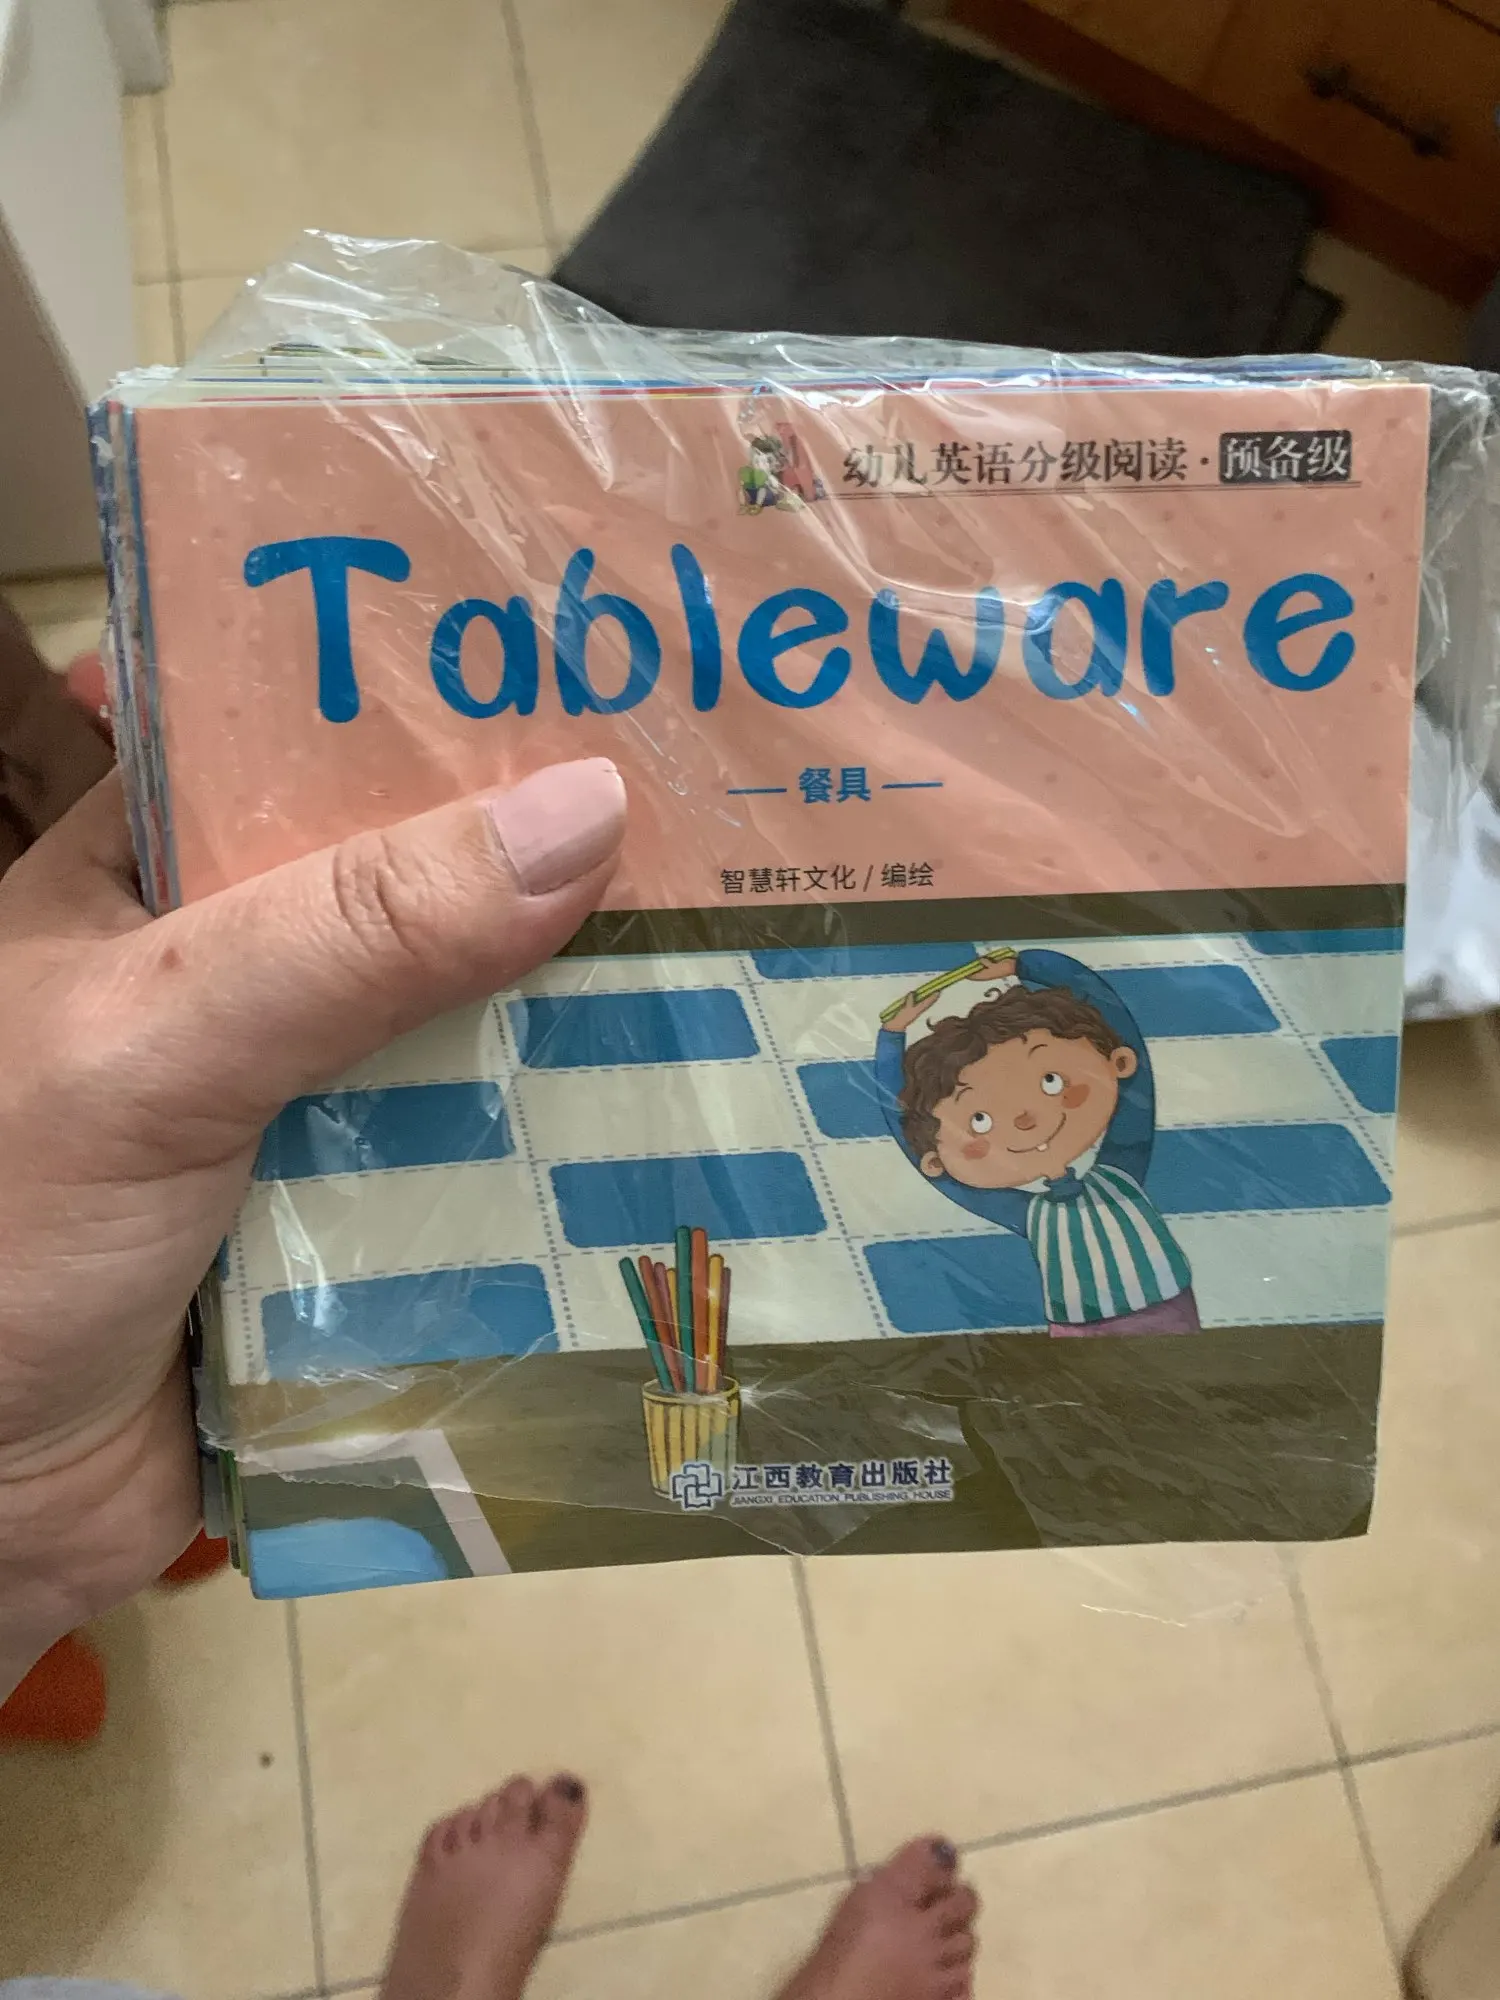 幼儿英语分级阅读·预备级
Tableware
餐具
智慧轩文化/编绘
江西教育出版社
JIANGXI EDUCATION PUBLISHING HOUSE